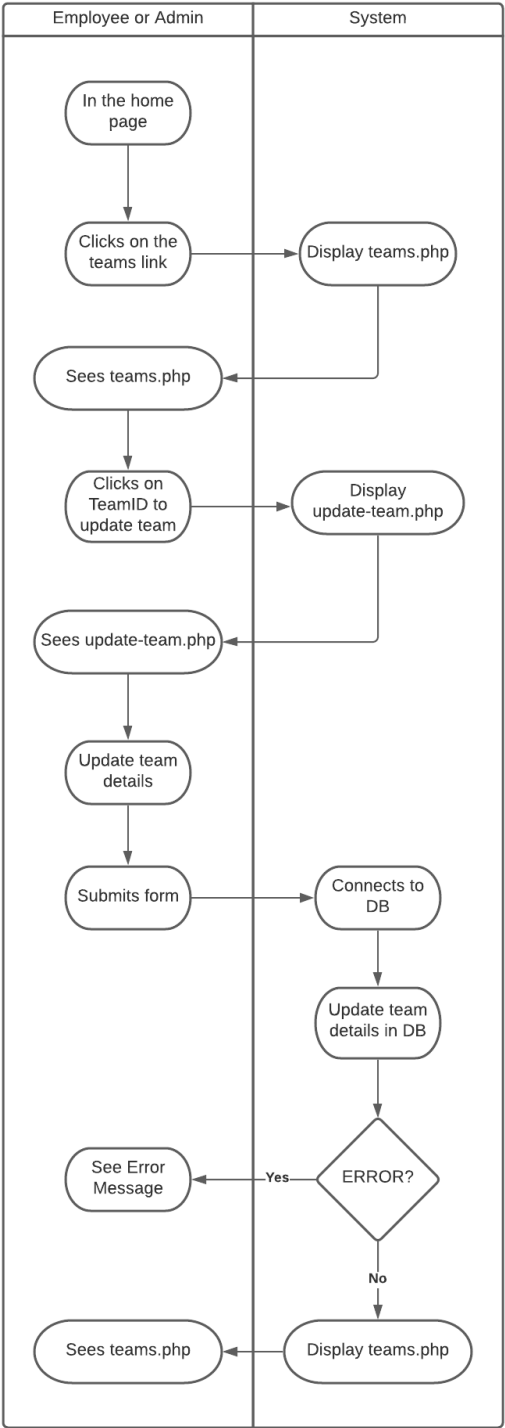 Employee or Admin
System
In the home
page
Clicks on the
teams link
Display teams.php
Sees teams.php
Clicks on
TeamID to
update team
Display
update-team.php
Sees update-team.php
Update team
details
Submits form
Connects to
DB
Update team
details in DB
ERROR?
Yes
See Error
Message
No
Display teams.php
Sees teams.php